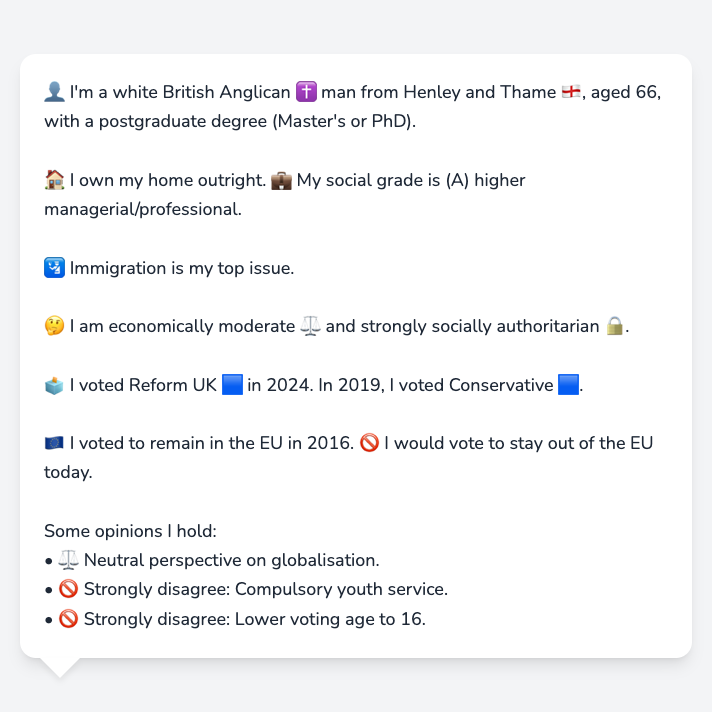 👤 I'm a white British Anglican ✝️ man from Henley and Thame 🏴󠁧󠁢󠁥󠁮󠁧󠁿, aged 66,
with a postgraduate degree (Master's or PhD).
🏠 I own my home outright. 💼 My social grade is (A) higher
managerial/professional.
🛂 Immigration is my top issue.
🤔 I am economically moderate ⚖️ and strongly socially authoritarian 🔒.
🗳️ I voted Reform UK 🟦 in 2024. In 2019, I voted Conservative 🟦.
🇪🇺 I voted to remain in the EU in 2016. 🚫 I would vote to stay out of the EU
today.
Some opinions I hold:
• ⚖️ Neutral perspective on globalisation.
• 🚫 Strongly disagree: Compulsory youth service.
• 🚫 Strongly disagree: Lower voting age to 16.